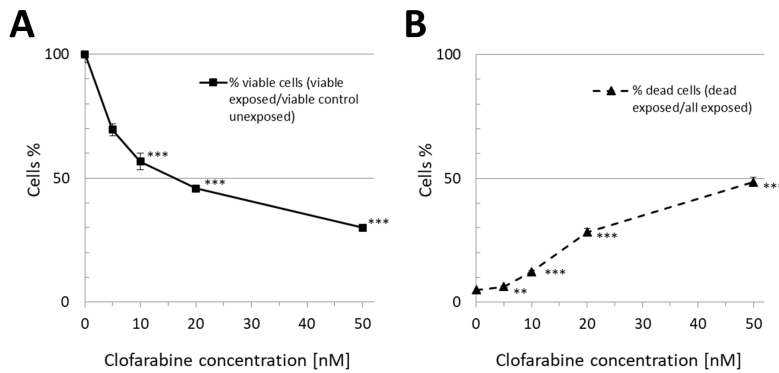 A
B
100
% viable cells (viable
exposed/viable control
unexposed)
***
Cells %
50
***
***
0
0 10 20 30 40 50
Clofarabine concentration [nM]
100
% dead cells (dead
exposed/all exposed)
Cells %
50
***
***
***
**
0
0 10 20 30 40 50
Clofarabine concentration [nM]